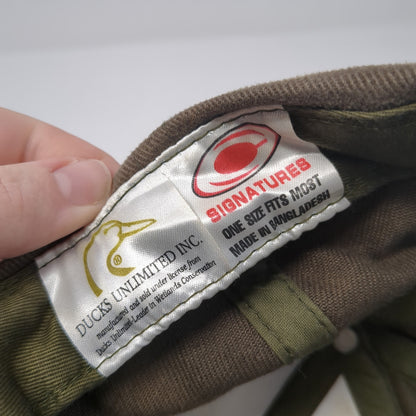 DUCKS UNLIMITED INC.
manufactured and sold under license from
Ducks Unlimited-Leader in Wetlands Conservation
SIGNATURES
ONE SIZE FITS MOST
MADE IN BANGLADESH